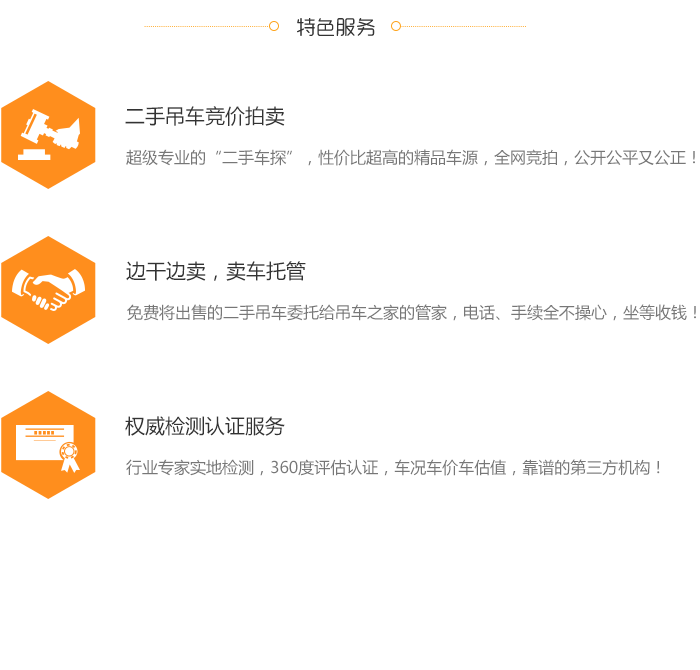 特色服务
二手吊车竞价拍卖
超级专业的“二手车探”，性价比超高的精品车源，全网竞拍，公开公平又公正！
边干边卖，卖车托管
免费将出售的二手吊车委托给吊车之家的管家，电话、手续全不操心，坐等收钱！
权威检测认证服务
行业专家实地检测，360度评估认证，车况车价车估值，靠谱的第三方机构！